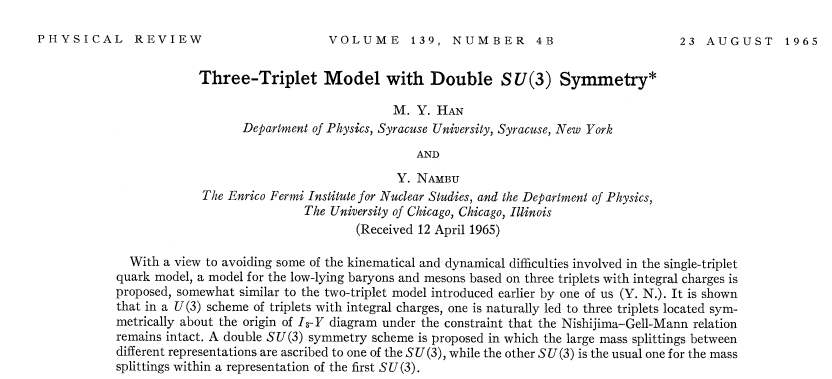 PHYSICAL REVIEW VOLUME 139, NUMBER 4B 23 AUGUST 1965
Three-Triplet Model with Double SU(3) Symmetry*
M. Y. HAN
Department of Physics, Syracuse University, Syracuse, New York
AND
Y. NAMBU
The Enrico Fermi Institute for Nuclear Studies, and the Department of Physics,
The University of Chicago, Chicago, Illinois
(Received 12 April 1965)
With a view to avoiding some of the kinematical and dynamical difficulties involved in the single-triplet
quark model, a model for the low-lying baryons and mesons based on three triplets with integral charges is
proposed, somewhat similar to the two-triplet model introduced earlier by one of us (Y. N.). It is shown
that in a U(3) scheme of triplets with integral charges, one is naturally led to three triplets located sym-
metrically about the origin of I₃-Y diagram under the constraint that the Nishijima–Gell-Mann relation
remains intact. A double SU(3) symmetry scheme is proposed in which the large mass splittings between
different representations are ascribed to one of the SU(3), while the other SU(3) is the usual one for the mass
splittings within a representation of the first SU(3).